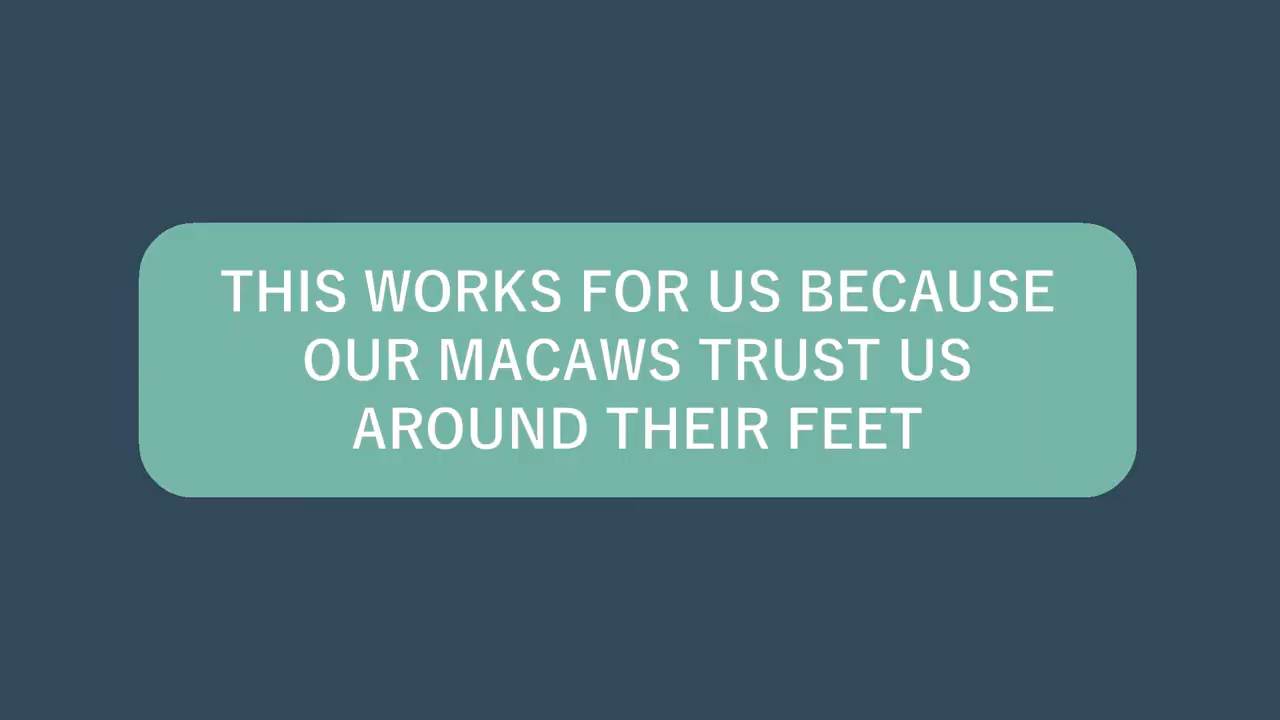 THIS WORKS FOR US BECAUSE
OUR MACAWS TRUST US
AROUND THEIR FEET